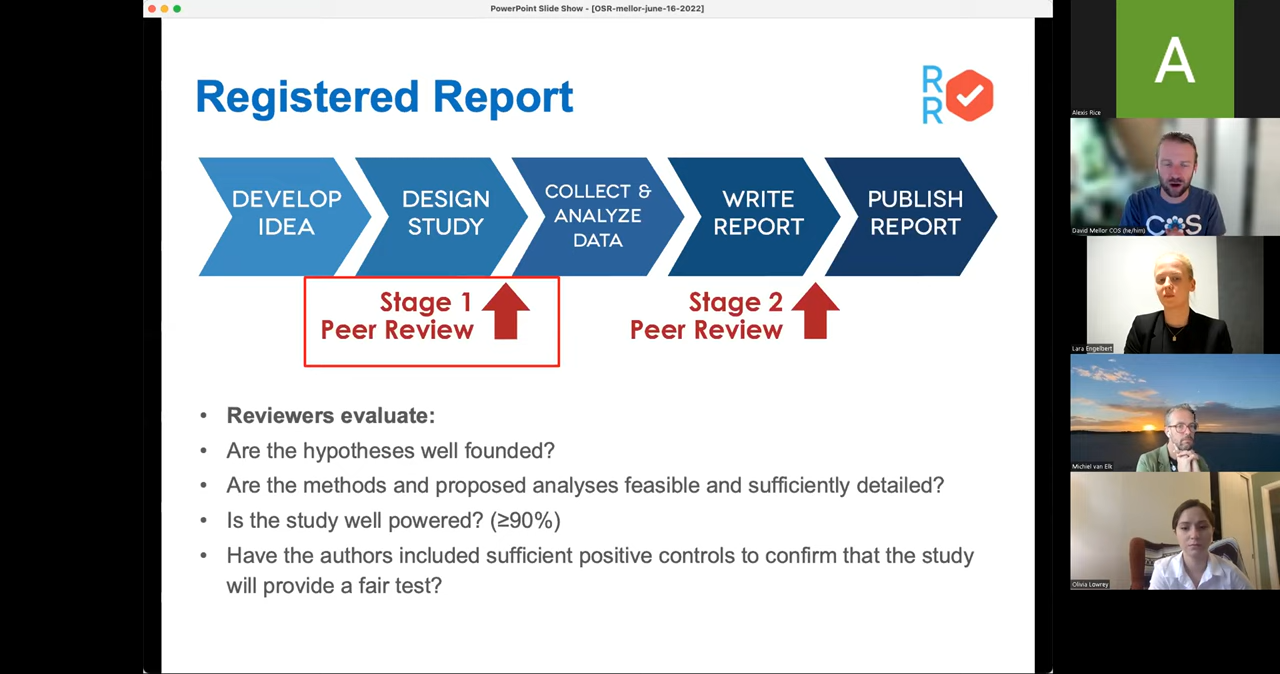 PowerPoint Slide Show - [OSR-mellor-june-16-2022]
Registered Report
R
R
DEVELOP
IDEA
DESIGN
STUDY
COLLECT &
ANALYZE
DATA
WRITE
REPORT
PUBLISH
REPORT
Stage 1
Peer Review
Stage 2
Peer Review
• Reviewers evaluate:
• Are the hypotheses well founded?
• Are the methods and proposed analyses feasible and sufficiently detailed?
• Is the study well powered? (≥90%)
• Have the authors included sufficient positive controls to confirm that the study
will provide a fair test?
A
Alexis Rice
COS
David Mellor COS (he/him)
Lara Engelbert
Michiel van Elk
Olivia Lowrey